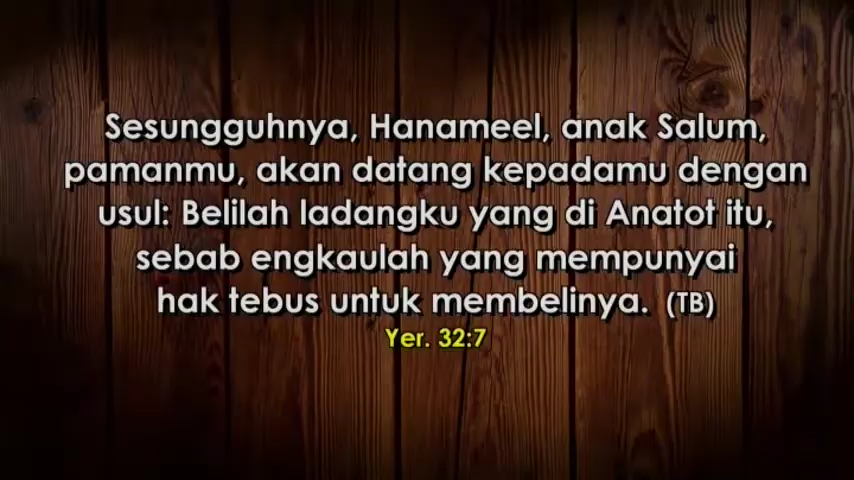 Sesungguhnya, Hanameel, anak Salum,
pamanmu, akan datang kepadamu dengan
usul: Belilah ladangku yang di Anatot itu,
sebab engkaulah yang mempunyai
hak tebus untuk membelinya. (TB)
Yer. 32:7